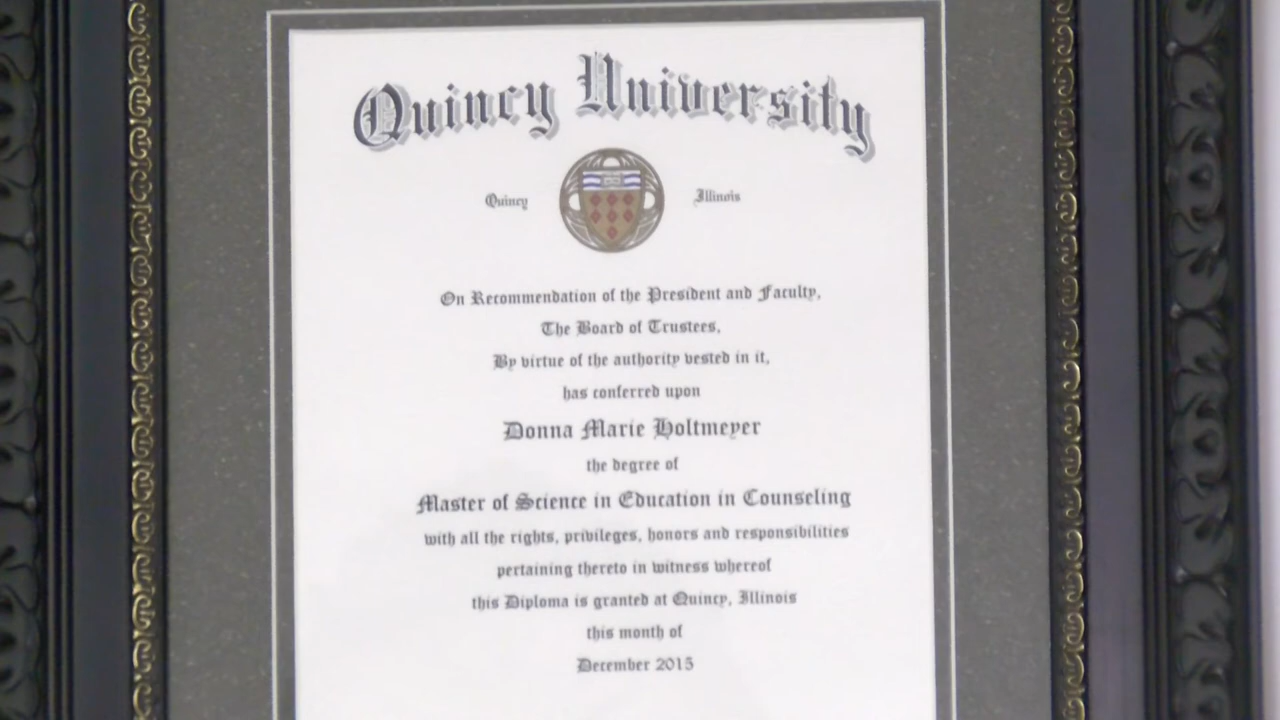 Quincy University
Quincy Illinois
On Recommendation of the President and Faculty,
The Board of Trustees,
By virtue of the authority vested in it,
has conferred upon
Donna Marie Holtmeyer
the degree of
Master of Science in Education in Counseling
with all the rights, privileges, honors and responsibilities
pertaining thereto in witness whereof
this Diploma is granted at Quincy, Illinois
this month of
December 2015